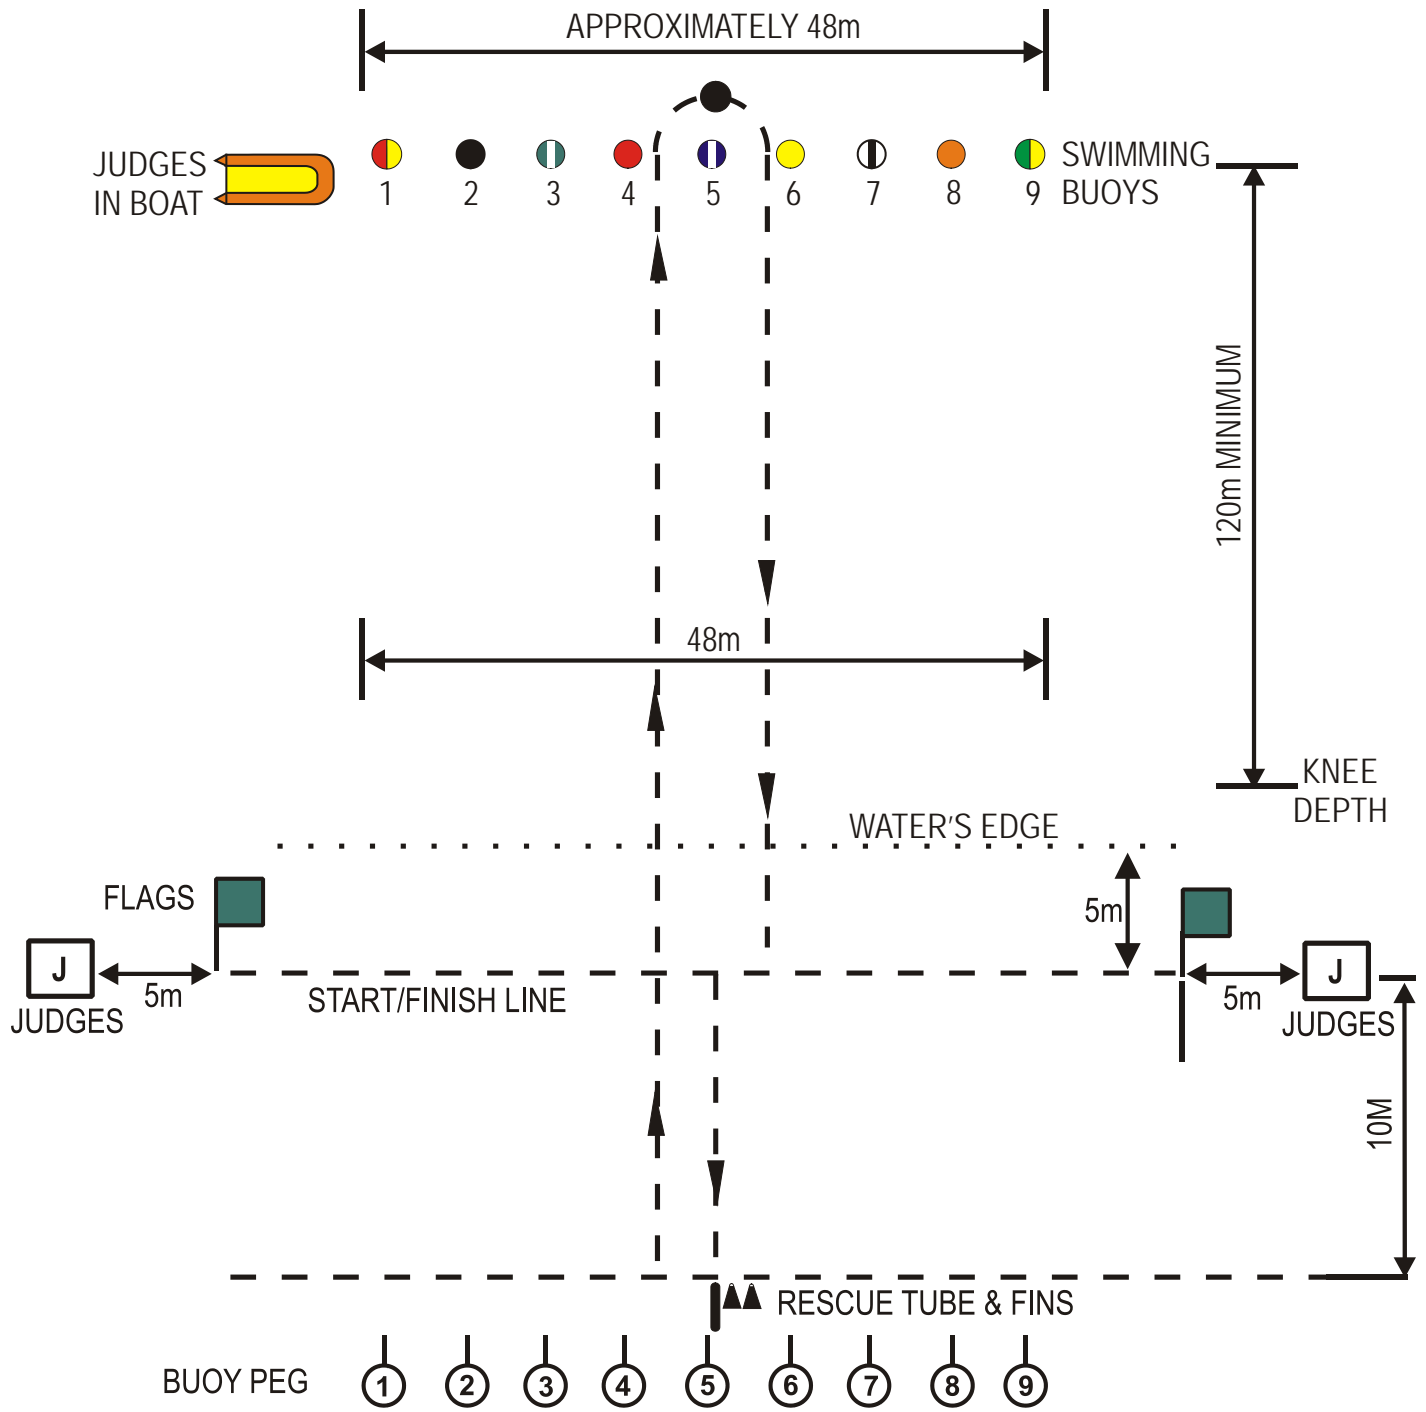 APPROXIMATELY 48m
JUDGES
IN BOAT
1 2 3 4 5 6 7 8 9
SWIMMING
BUOYS
120m MINIMUM
48m
KNEE
DEPTH
WATER'S EDGE
FLAGS
5m
J
5m
JUDGES
START/FINISH LINE
5m
J
JUDGES
10M
RESCUE TUBE & FINS
BUOY PEG
1 2 3 4 5 6 7 8 9